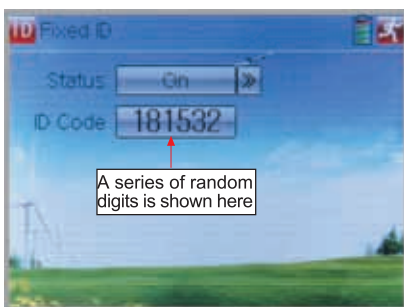 ID Fixed ID
Status On »
ID Code 181532
A series of random
digits is shown here